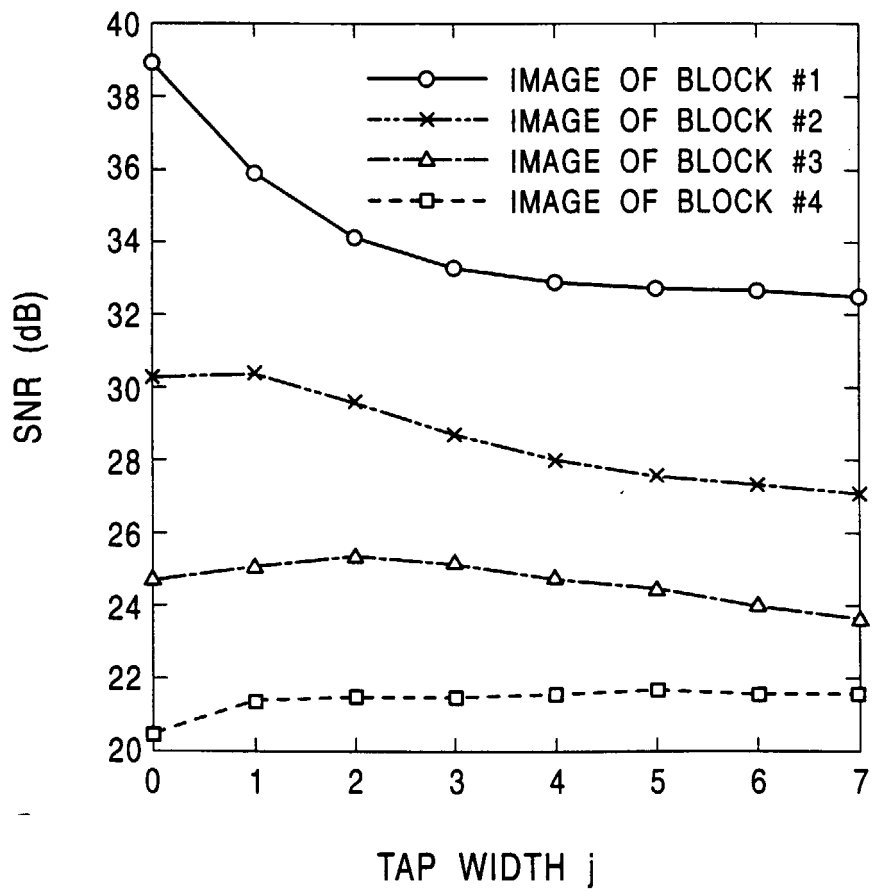 40
38
36
34
32
30
28
26
24
22
20
SNR (dB)
IMAGE OF BLOCK #1
IMAGE OF BLOCK #2
IMAGE OF BLOCK #3
IMAGE OF BLOCK #4
0 1 2 3 4 5 6 7
TAP WIDTH j